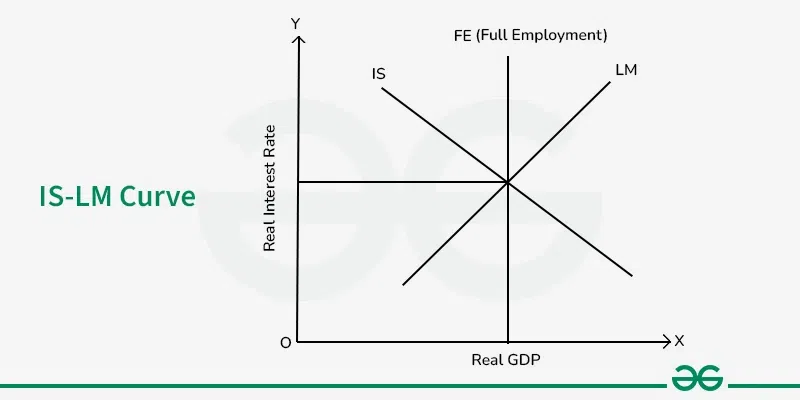 Y
FE (Full Employment)
IS
LM
Real Interest Rate
IS-LM Curve
O
X
Real GDP